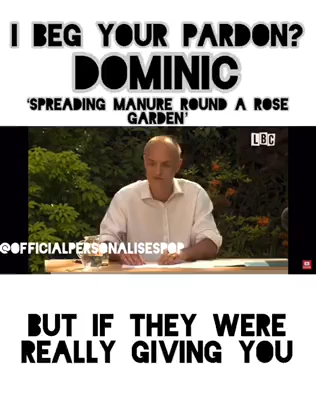 I BEG YOUR PARDON?
DOMINIC
'SPREADING MANURE ROUND A ROSE
GARDEN'
LBC
@OFFICIALPERSONALISESPOP
BUT IF THEY WERE
REALLY GIVING YOU